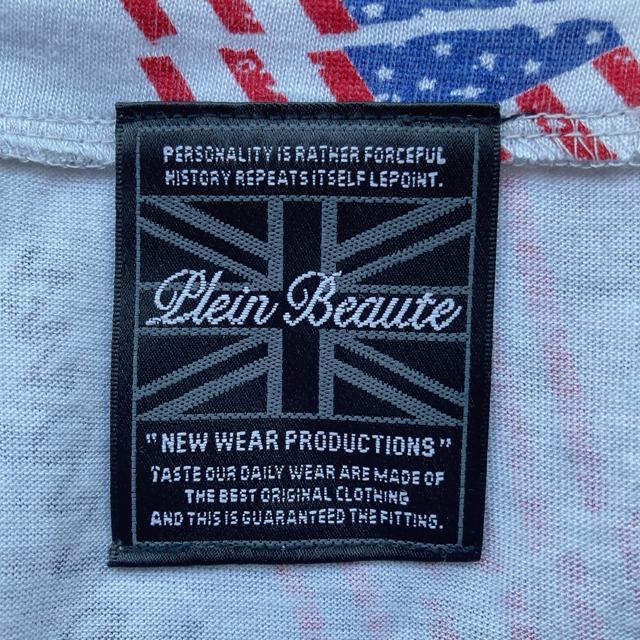 PERSONALITY IS RATHER FORCEFUL
HISTORY REPEATS ITSELF LEPOINT.
Plein Beaute
"NEW WEAR PRODUCTIONS"
TASTE OUR DAILY WEAR ARE MADE OF
THE BEST ORIGINAL CLOTHING
AND THIS IS GUARANTEED THE FITTING.